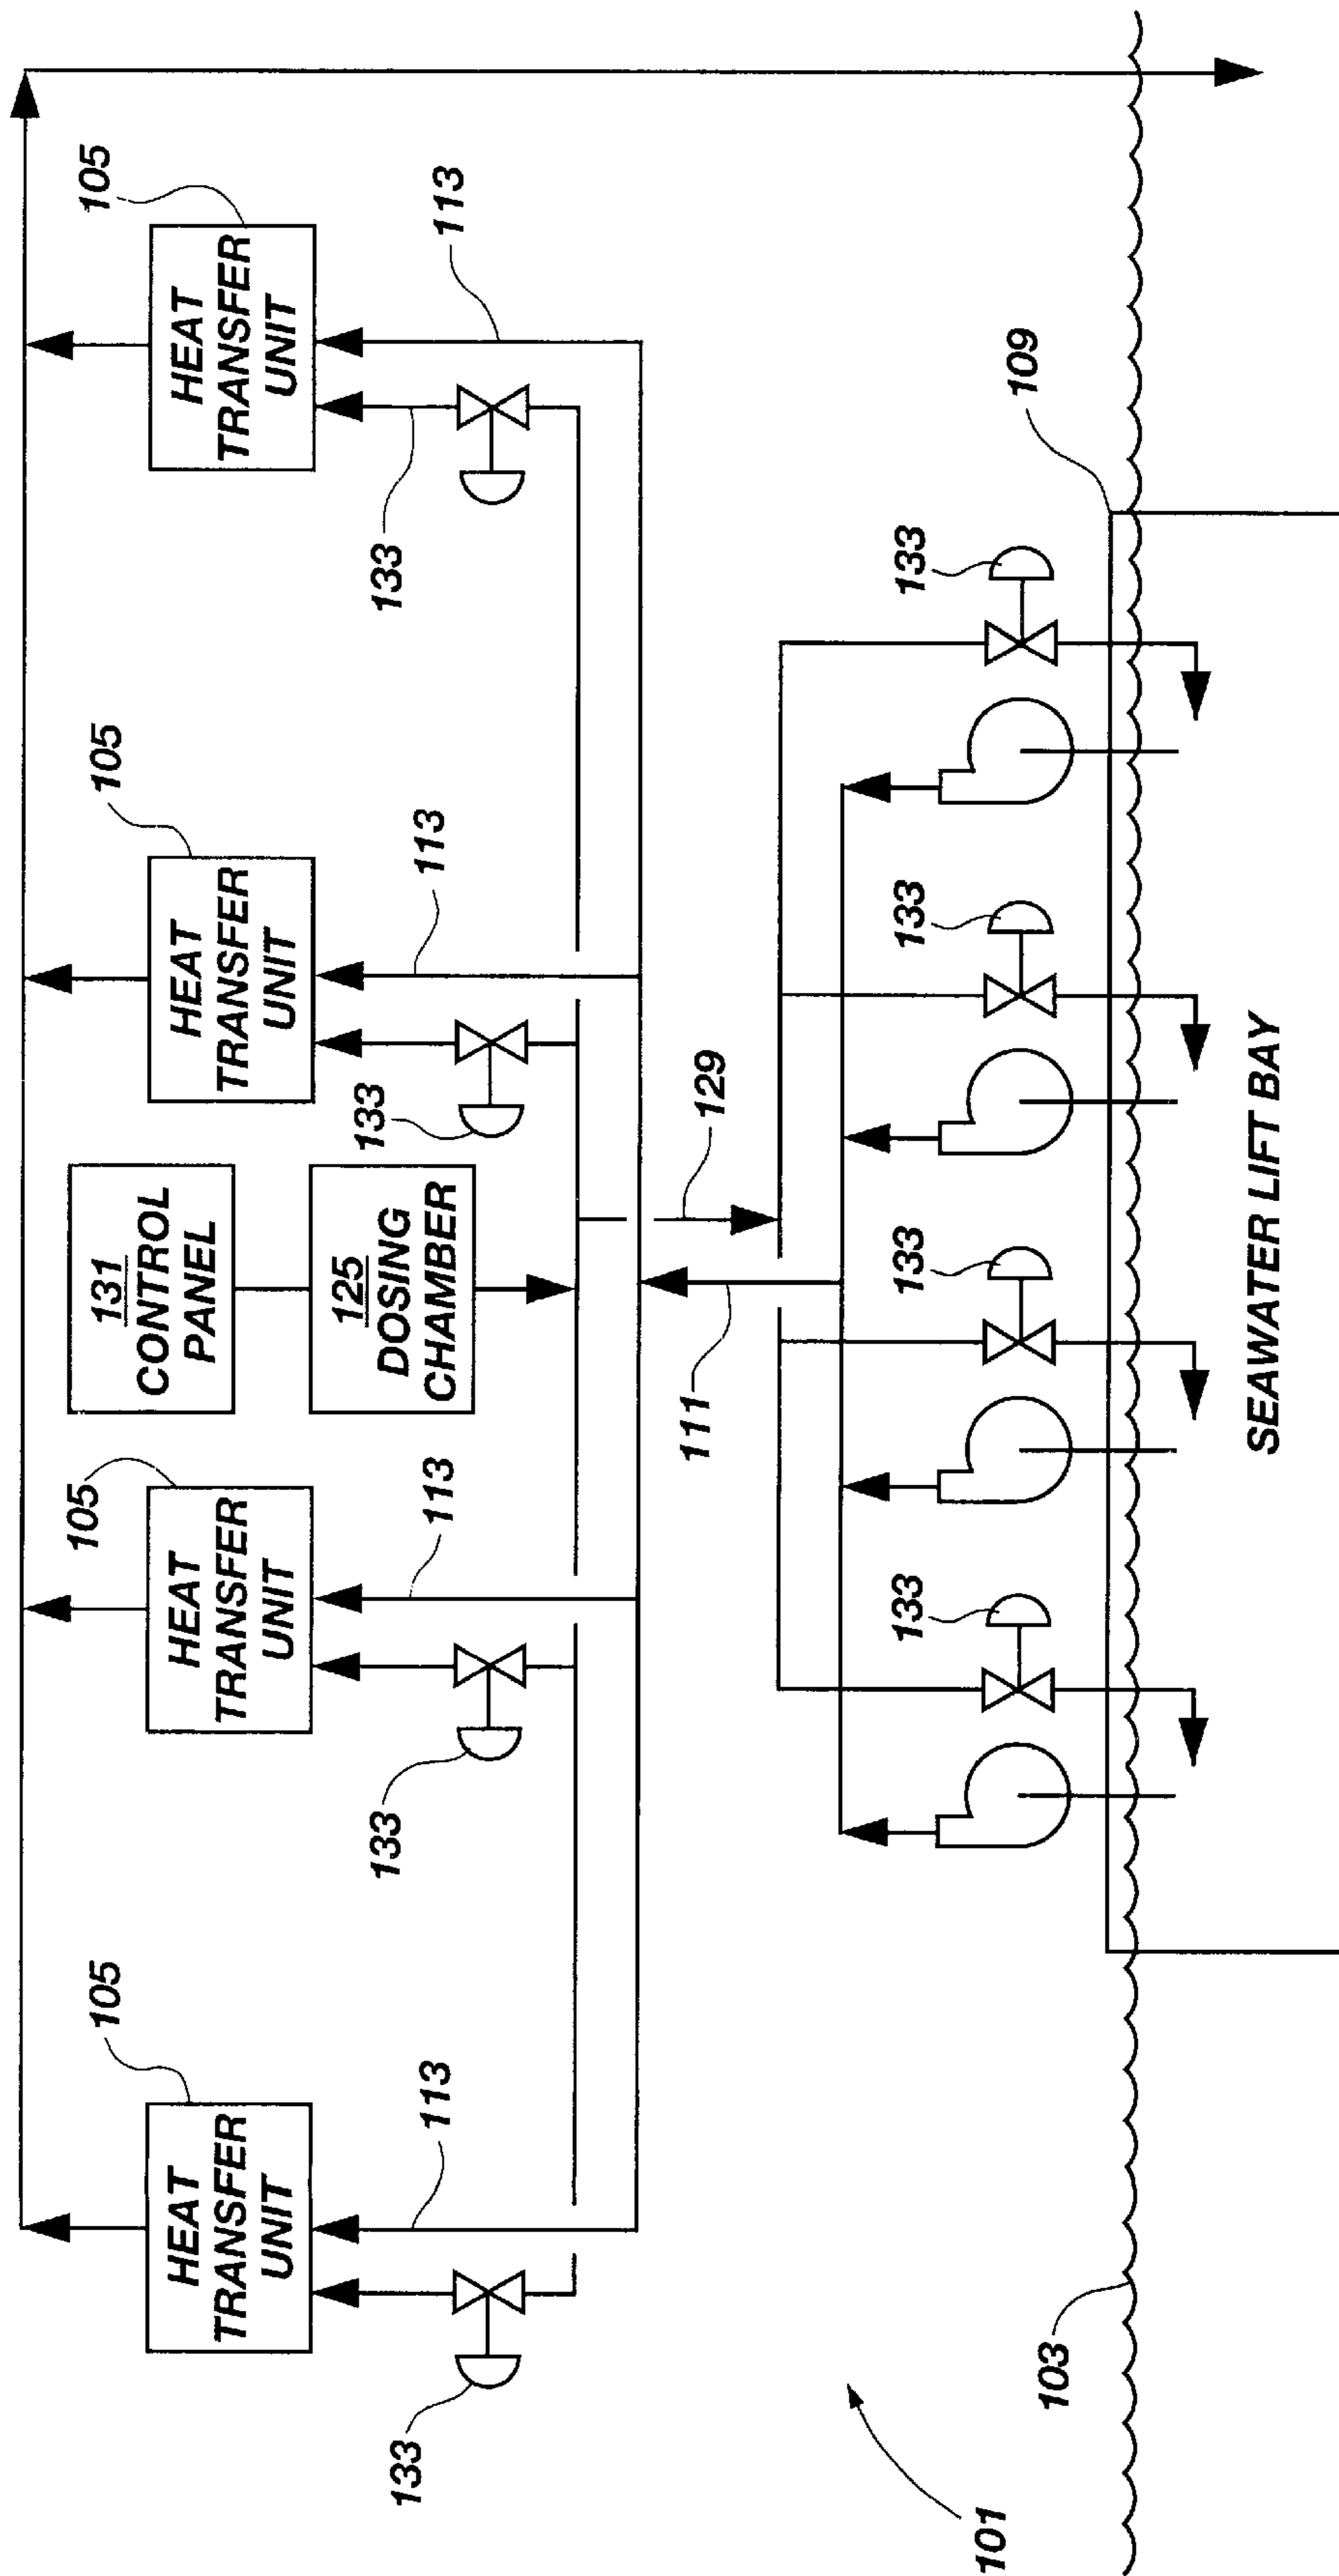 105
105
131
CONTROL
PANEL
105
105
HEAT
TRANSFER
UNIT
HEAT
TRANSFER
UNIT
125
DOSING
CHAMBER
HEAT
TRANSFER
UNIT
HEAT
TRANSFER
UNIT
133
113
133
113
133
113
133
113
111
129
133
133
133
133
101
103
109
SEAWATER LIFT BAY